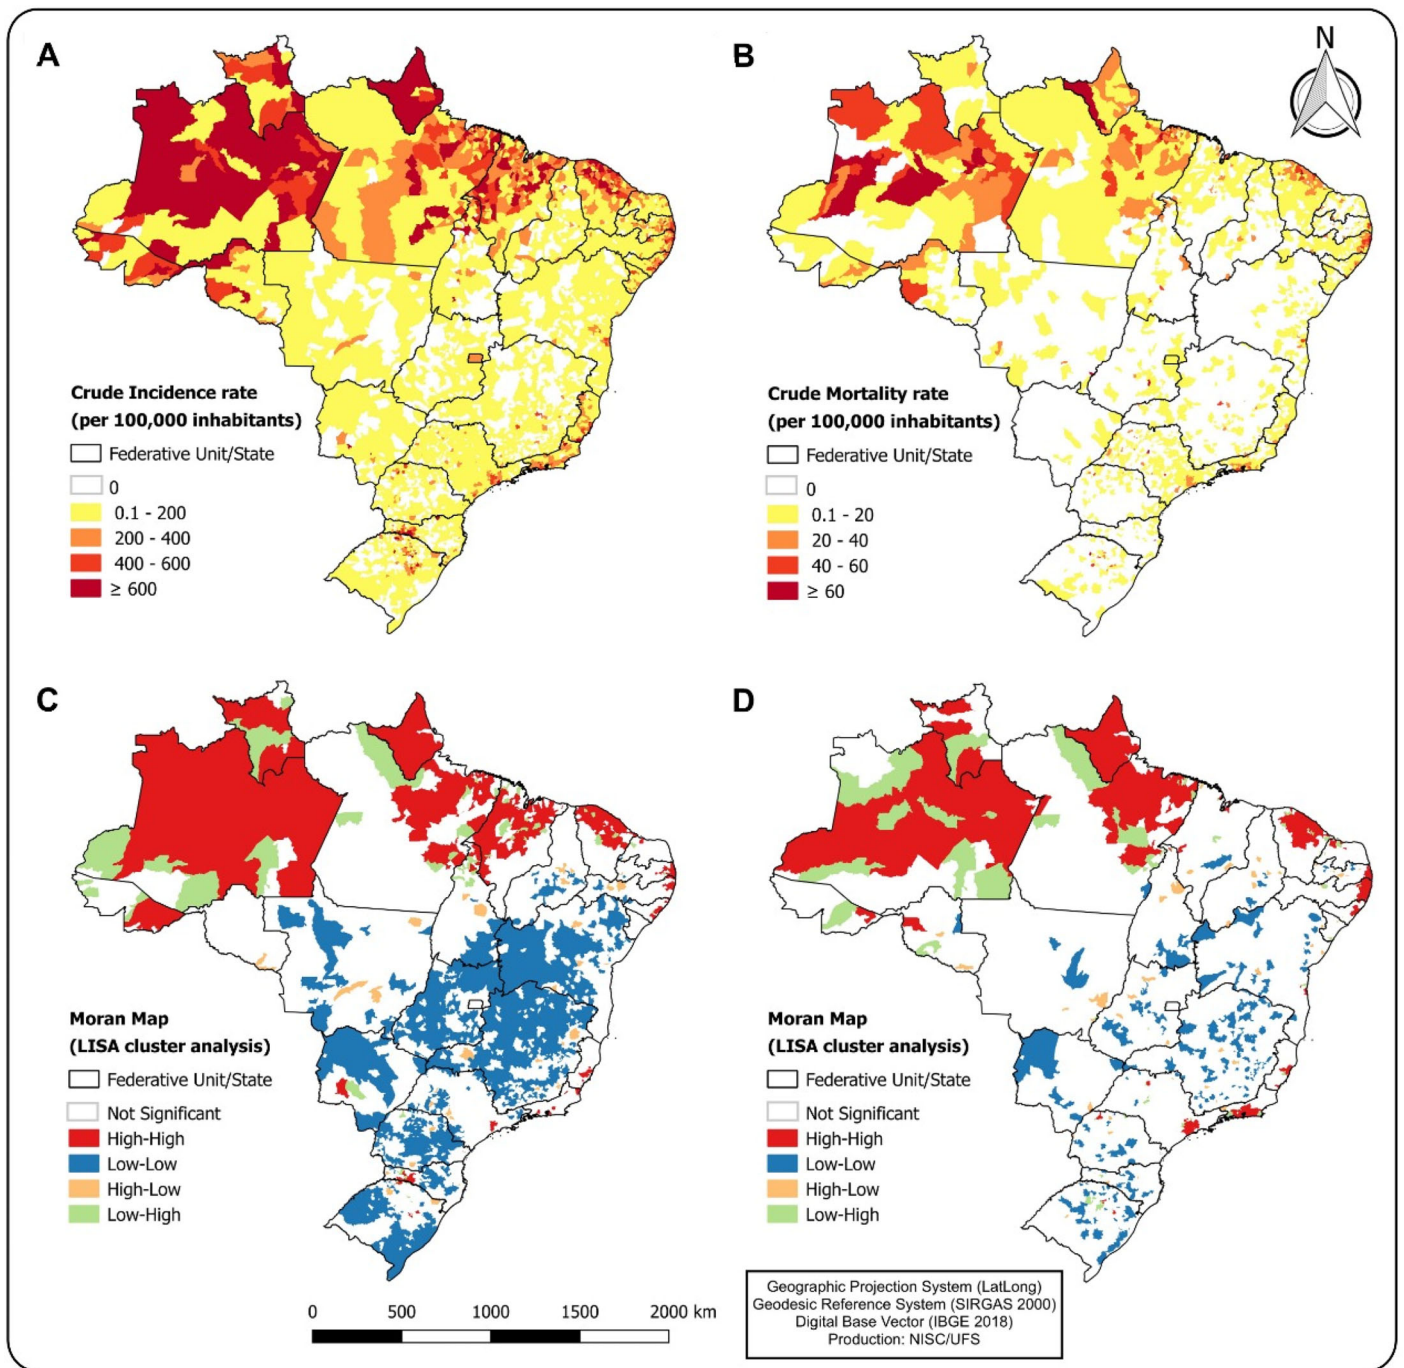 A
B
N
Crude Incidence rate
(per 100,000 inhabitants)
Federative Unit/State
0
0.1 - 200
200 - 400
400 - 600
≥ 600
Crude Mortality rate
(per 100,000 inhabitants)
Federative Unit/State
0
0.1 - 20
20 - 40
40 - 60
≥ 60
C
D
Moran Map
(LISA cluster analysis)
Federative Unit/State
Not Significant
High-High
Low-Low
High-Low
Low-High
Moran Map
(LISA cluster analysis)
Federative Unit/State
Not Significant
High-High
Low-Low
High-Low
Low-High
0 500 1000 1500 2000 km
Geographic Projection System (LatLong)
Geodesic Reference System (SIRGAS 2000)
Digital Base Vector (IBGE 2018)
Production: NISC/UFS